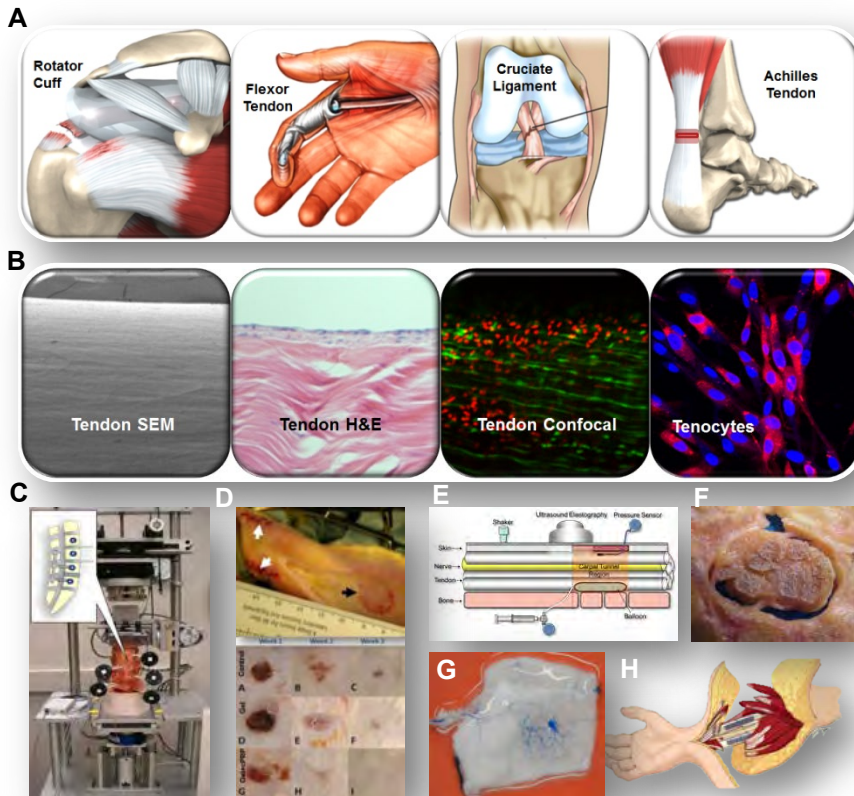 A
Rotator
Cuff
Flexor
Tendon
Cruciate
Ligament
Achilles
Tendon
B
Tendon SEM
Tendon H&E
Tendon Confocal
Tenocytes
C
D
Week 1
Week 2
Week 3
Control
A
B
C
Gel
D
E
F
G
H
I
E
Shaker
Ultrasound Elastography
Pressure Sensor
Skin
Nerve
Tendon
Bone
Carpal Tunnel
Region
Balloon
F
G
H